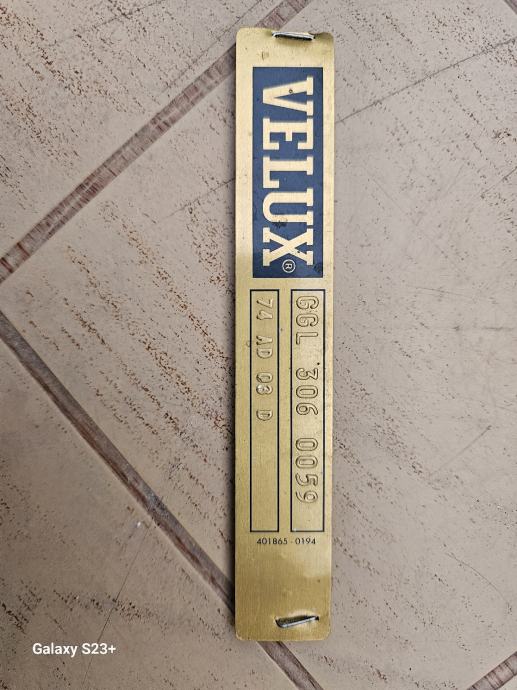 VELUX®
GGL 306 0059
74 AD 03 D
401865-0194
Galaxy S23+